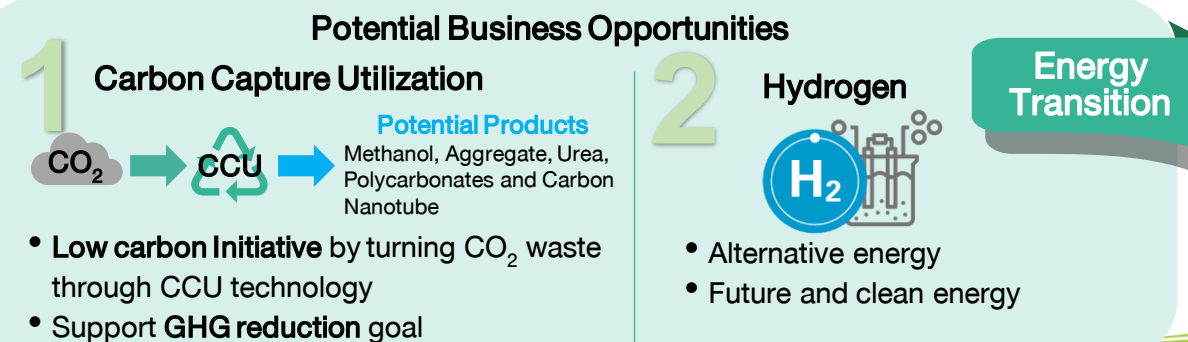 Potential Business Opportunities
Energy
Transition
1
Carbon Capture Utilization
CO₂
CCU
Potential Products
Methanol, Aggregate, Urea,
Polycarbonates and Carbon
Nanotube
• Low carbon Initiative by turning CO₂ waste
through CCU technology
• Support GHG reduction goal
2
Hydrogen
H₂
• Alternative energy
• Future and clean energy